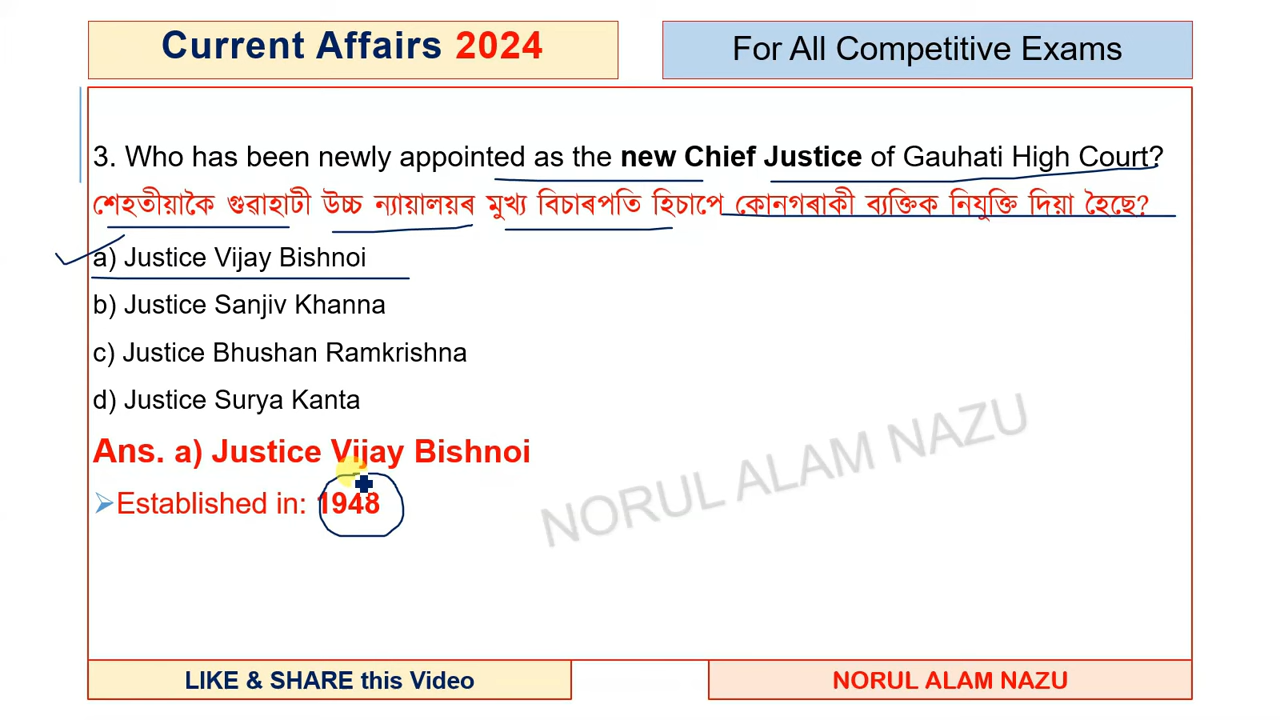 Current Affairs 2024
For All Competitive Exams
3. Who has been newly appointed as the new Chief Justice of Gauhati High Court?
শেহতীয়াকৈ গুৱাহাটী উচ্চ ন্যায়ালয়ৰ মুখ্য বিচাৰপতি হিচাপে কোনগৰাকী ব্যক্তিক নিযুক্তি দিয়া হৈছে?
a) Justice Vijay Bishnoi
b) Justice Sanjiv Khanna
c) Justice Bhushan Ramkrishna
d) Justice Surya Kanta
Ans. a) Justice Vijay Bishnoi
Established in: 1948
NORUL ALAM NAZU
LIKE & SHARE this Video
NORUL ALAM NAZU